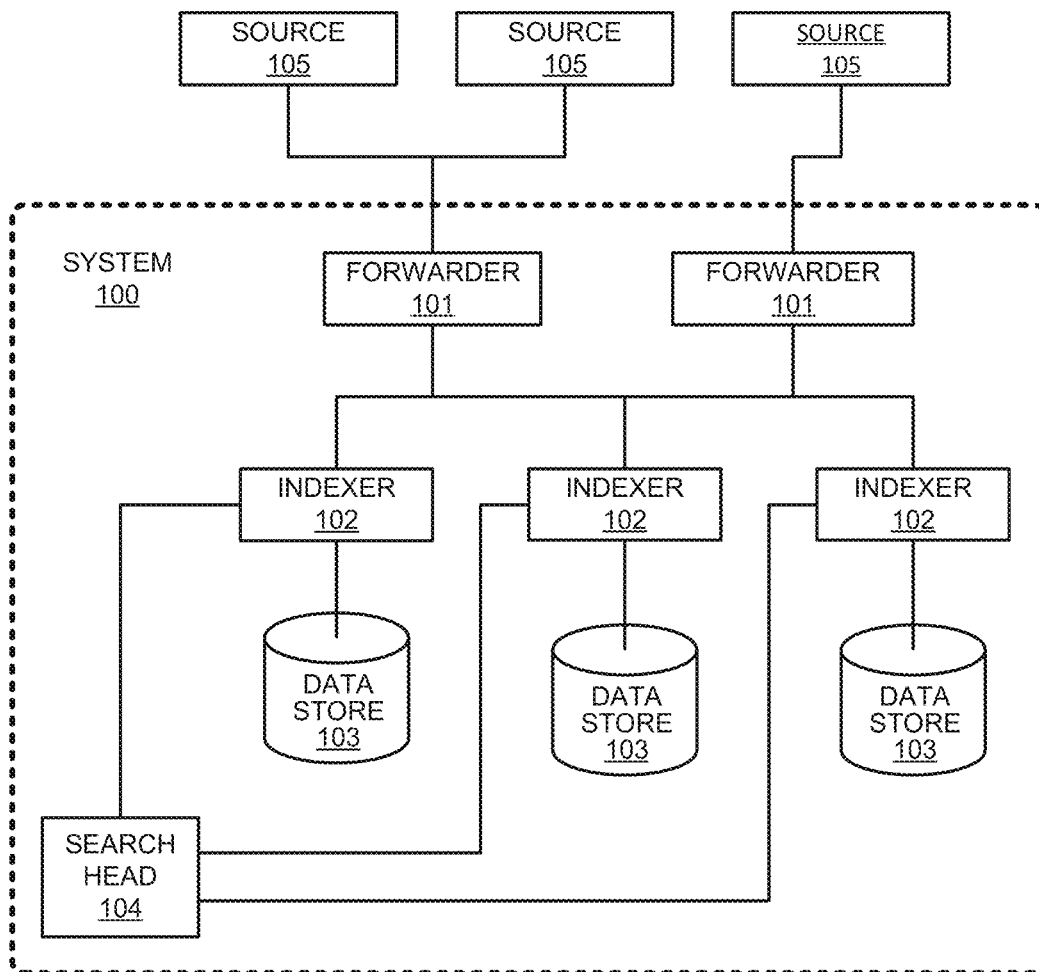 SOURCE
105
SOURCE
105
SOURCE
105
SYSTEM
100
FORWARDER
101
FORWARDER
101
INDEXER
102
INDEXER
102
INDEXER
102
DATA
STORE
103
DATA
STORE
103
DATA
STORE
103
SEARCH
HEAD
104